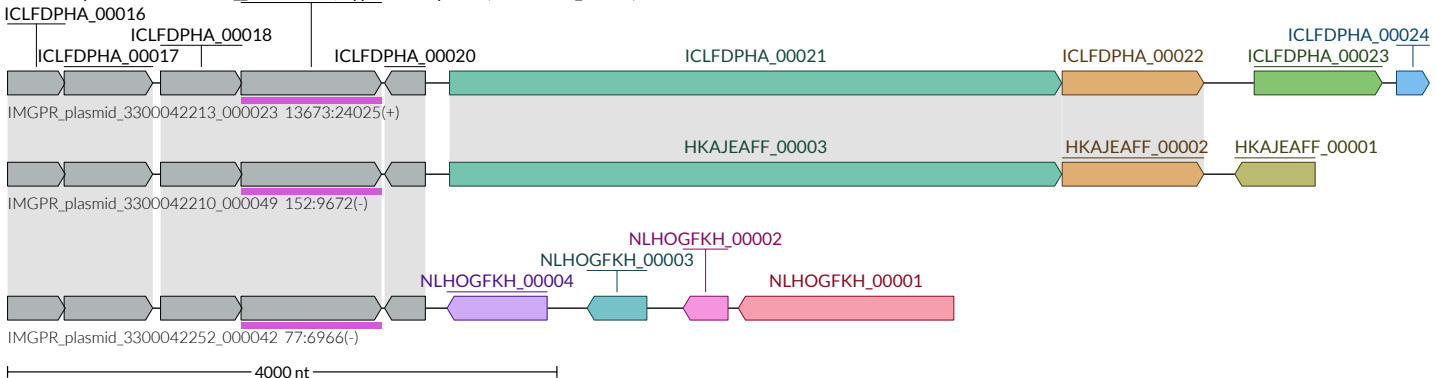 ICLFDPHA_00016
ICLFDPHA_00018
ICLFDPHA_00024
ICLFDPHA_00017
ICLFDPHA_00020
ICLFDPHA_00021
ICLFDPHA_00022
ICLFDPHA_00023
IMGPR_plasmid_3300042213_000023 13673:24025(+)
HKAJEAFF_00003
HKAJEAFF_00002
HKAJEAFF_00001
IMGPR_plasmid_3300042210_000049 152:9672(-)
NLHOGFKH_00002
NLHOGFKH_00003
NLHOGFKH_00004
NLHOGFKH_00001
IMGPR_plasmid_3300042252_000042 77:6966(-)
4000 nt